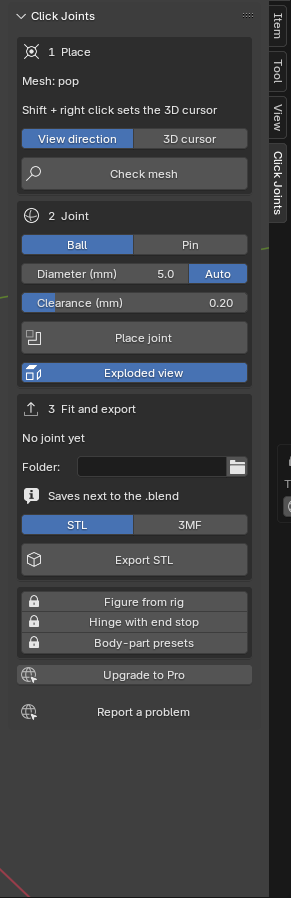 Click Joints
1 Place
Mesh: pop
Shift + right click sets the 3D cursor
View direction
3D cursor
Check mesh
2 Joint
Ball
Pin
Diameter (mm) 5.0
Auto
Clearance (mm) 0.20
Place joint
Exploded view
3 Fit and export
No joint yet
Folder:
Saves next to the .blend
STL
3MF
Export STL
Figure from rig
Hinge with end stop
Body-part presets
Upgrade to Pro
Report a problem
Item
Tool
View
Click Joints